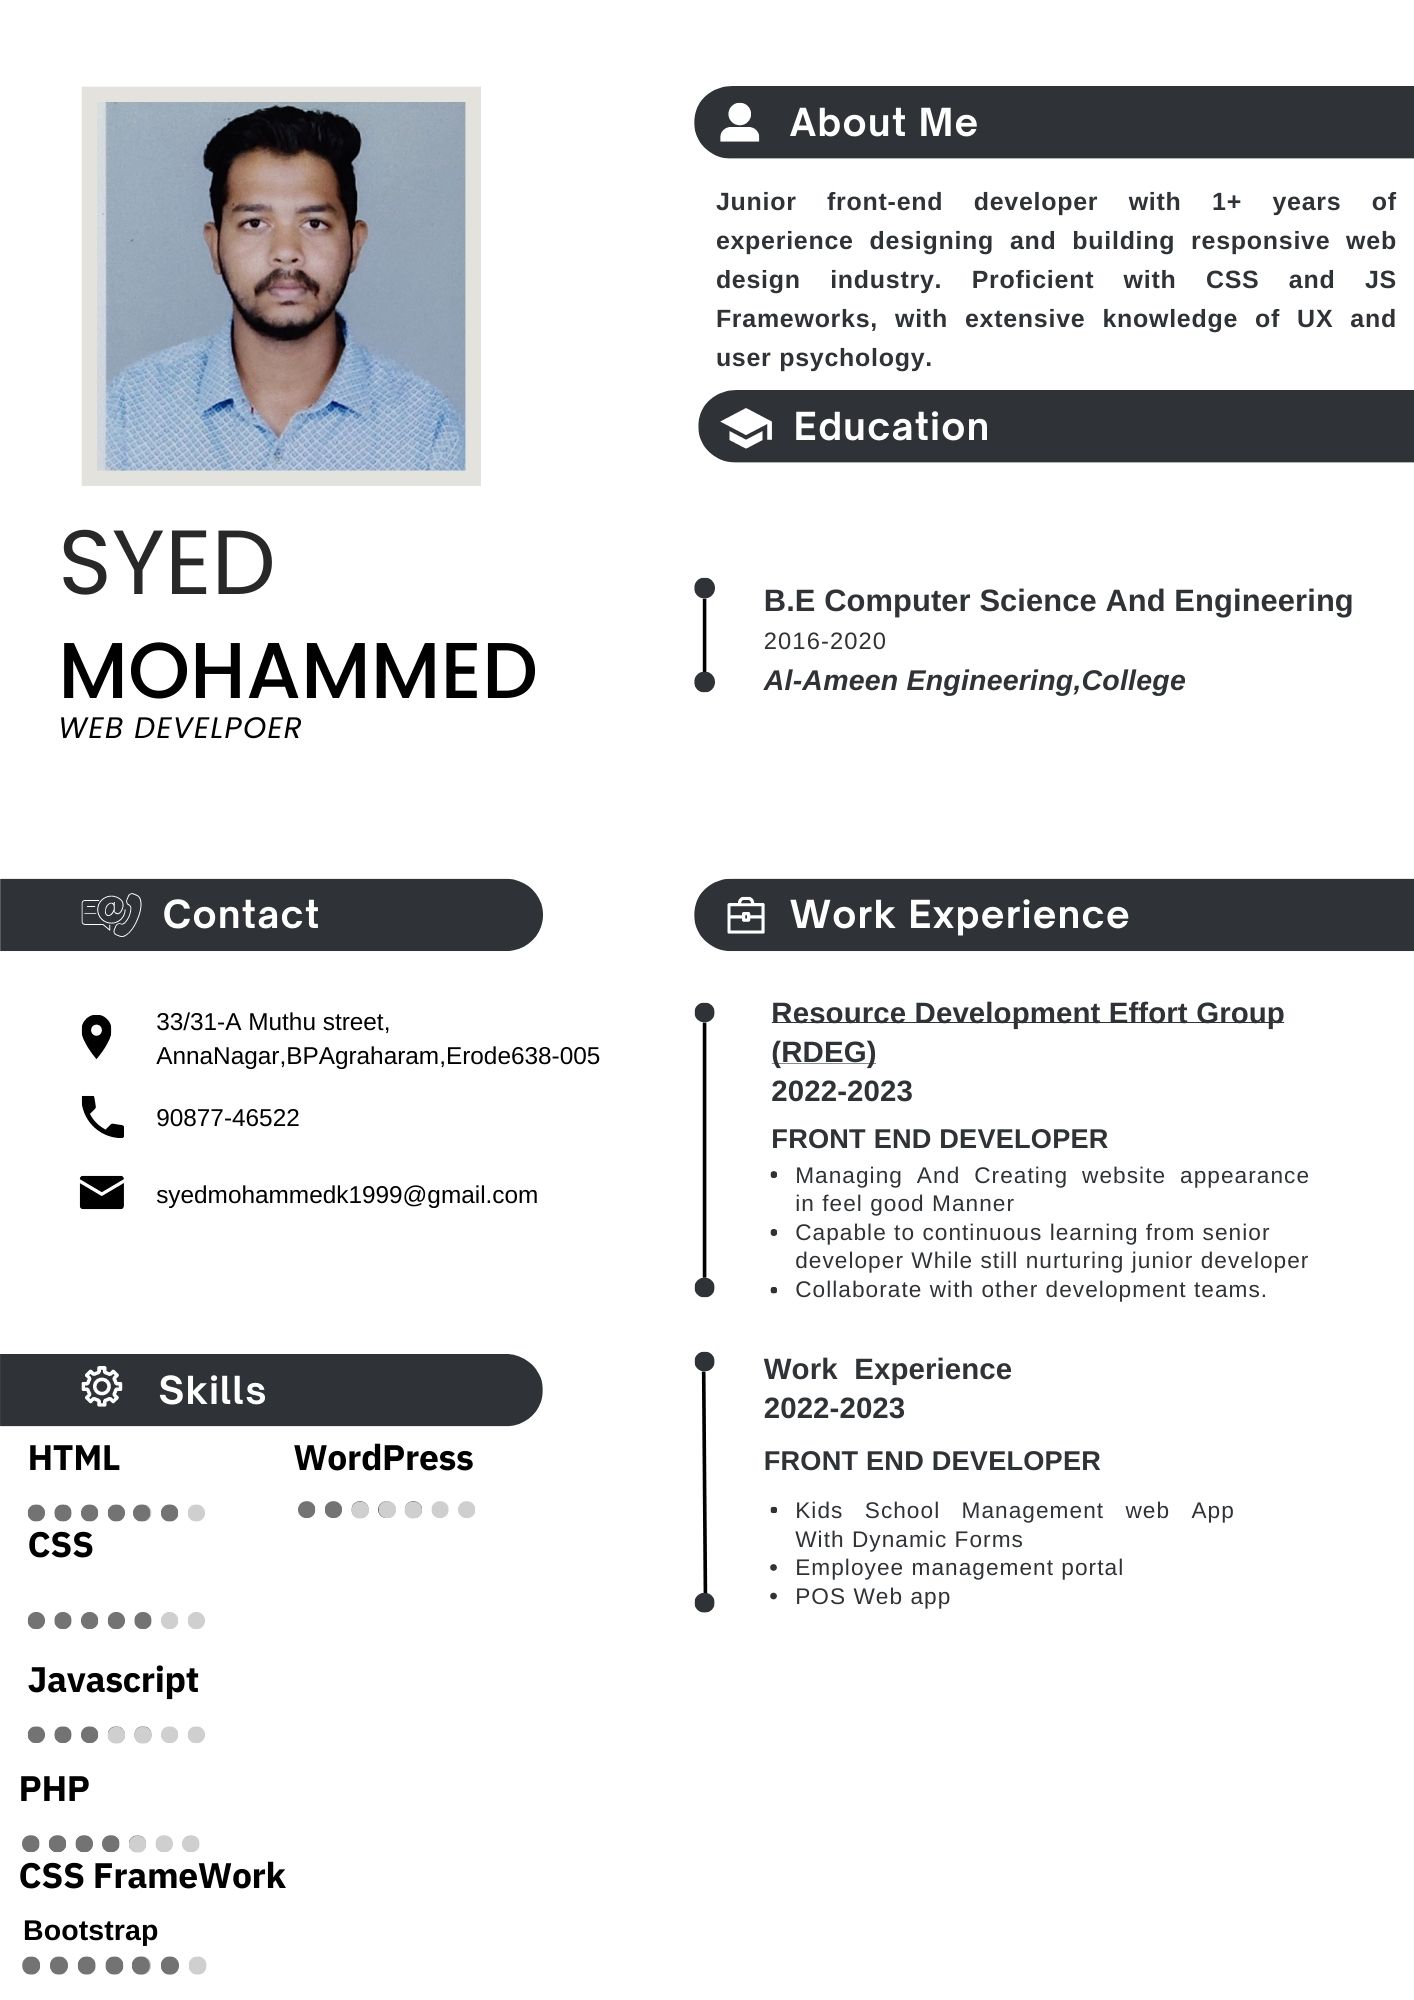 SYED
MOHAMMED
WEB DEVELPOER
Contact
33/31-A Muthu street,
AnnaNagar,BPAgraharam,Erode638-005
90877-46522
syedmohammedk1999@gmail.com
Skills
HTML
WordPress
CSS
Javascript
PHP
CSS FrameWork
Bootstrap
About Me
Junior front-end developer with 1+ years of
experience designing and building responsive web
design industry. Proficient with CSS and JS
Frameworks, with extensive knowledge of UX and
user psychology.
Education
B.E Computer Science And Engineering
2016-2020
Al-Ameen Engineering,College
Work Experience
Resource Development Effort Group
(RDEG)
2022-2023
FRONT END DEVELOPER
• Managing And Creating website appearance
in feel good Manner
• Capable to continuous learning from senior
developer While still nurturing junior developer
• Collaborate with other development teams.
Work Experience
2022-2023
FRONT END DEVELOPER
• Kids School Management web App
With Dynamic Forms
• Employee management portal
• POS Web app